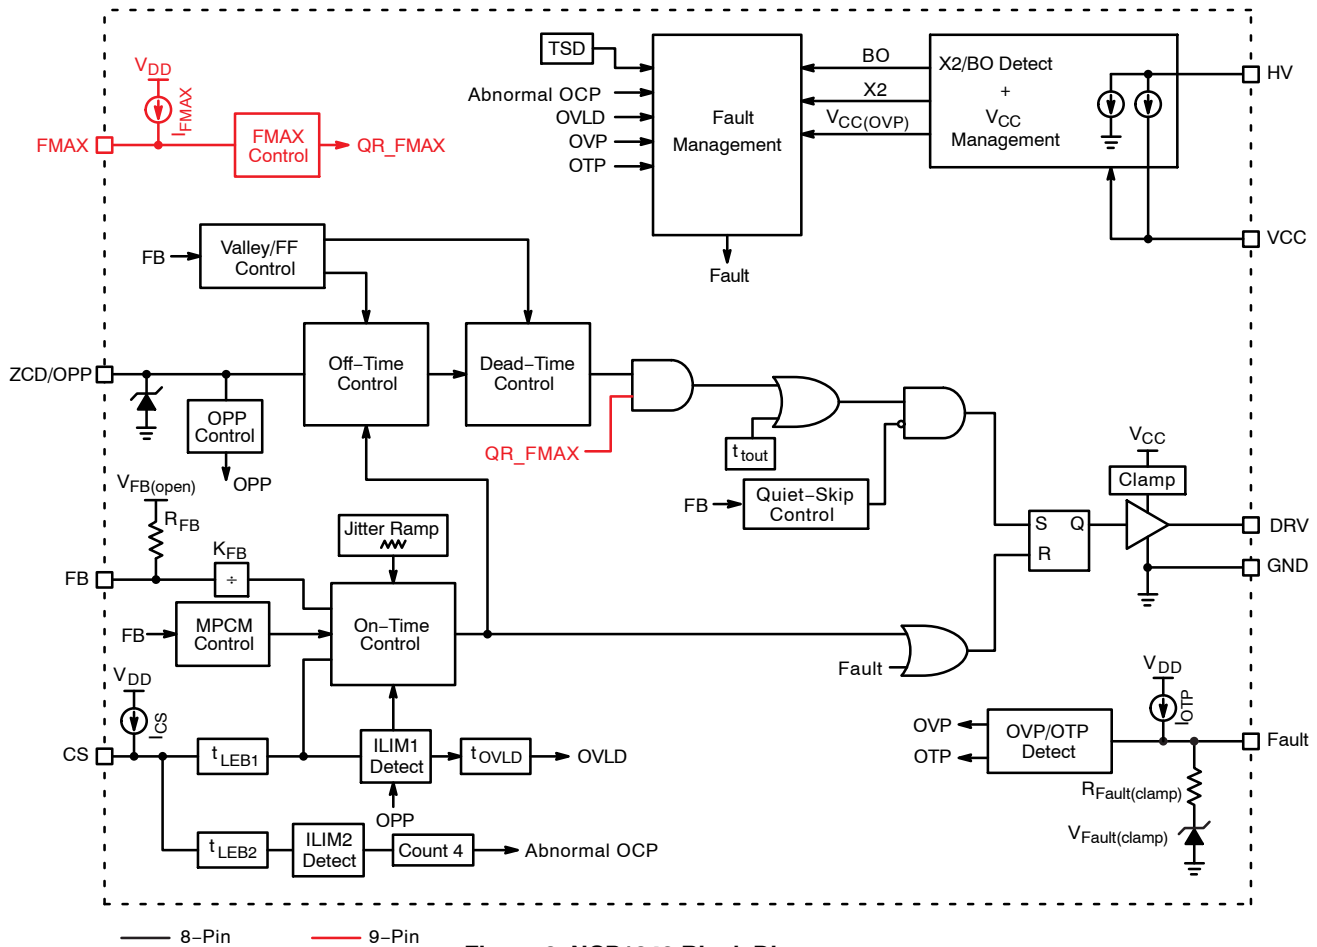 VDD
IFMAX
FMAX
FMAX
Control
QR_FMAX
TSD
Abnormal OCP
OVLD
OVP
OTP
Fault
Management
Fault
BO
X2
VCC(OVP)
X2/BO Detect
+
VCC
Management
HV
VCC
FB
Valley/FF
Control
ZCD/OPP
Off−Time
Control
Dead−Time
Control
OPP
Control
OPP
QR_FMAX
ttout
FB
Quiet−Skip
Control
VCC
Clamp
S
Q
R
DRV
GND
VFB(open)
RFB
KFB
FB
÷
Jitter Ramp
FB
MPCM
Control
On−Time
Control
Fault
VDD
ICS
CS
tLEB1
ILIM1
Detect
tOVLD
OVLD
OPP
tLEB2
ILIM2
Detect
Count 4
Abnormal OCP
VDD
IOTP
OVP
OTP
OVP/OTP
Detect
Fault
RFault(clamp)
VFault(clamp)
8−Pin
9−Pin